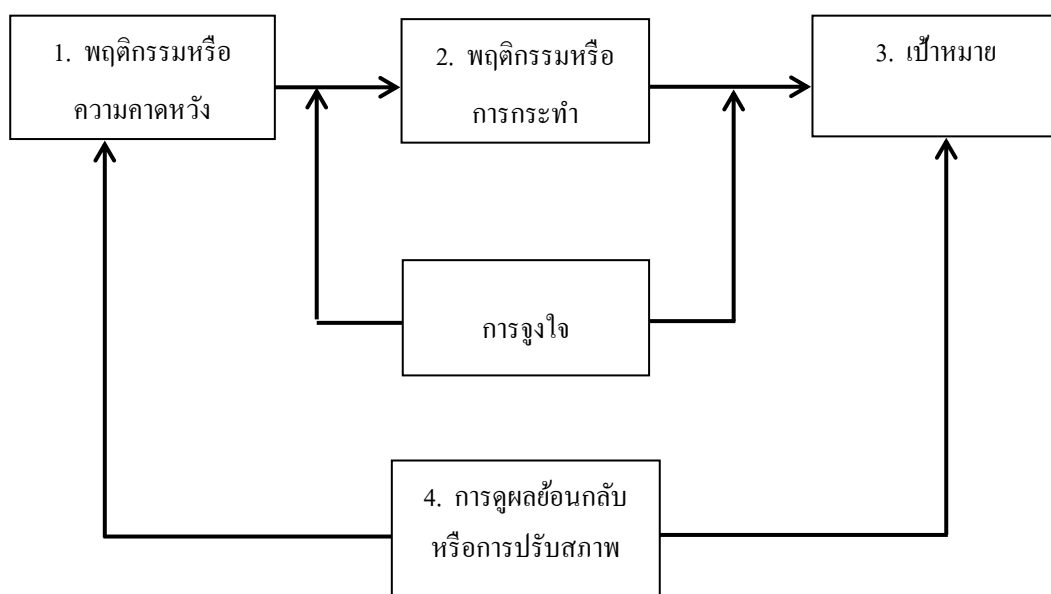 1. พฤติกรรมหรือ
ความคาดหวัง
2. พฤติกรรมหรือ
การกระทำ
3. เป้าหมาย
การจูงใจ
4. การดูผลย้อนกลับ
หรือการปรับสภาพ